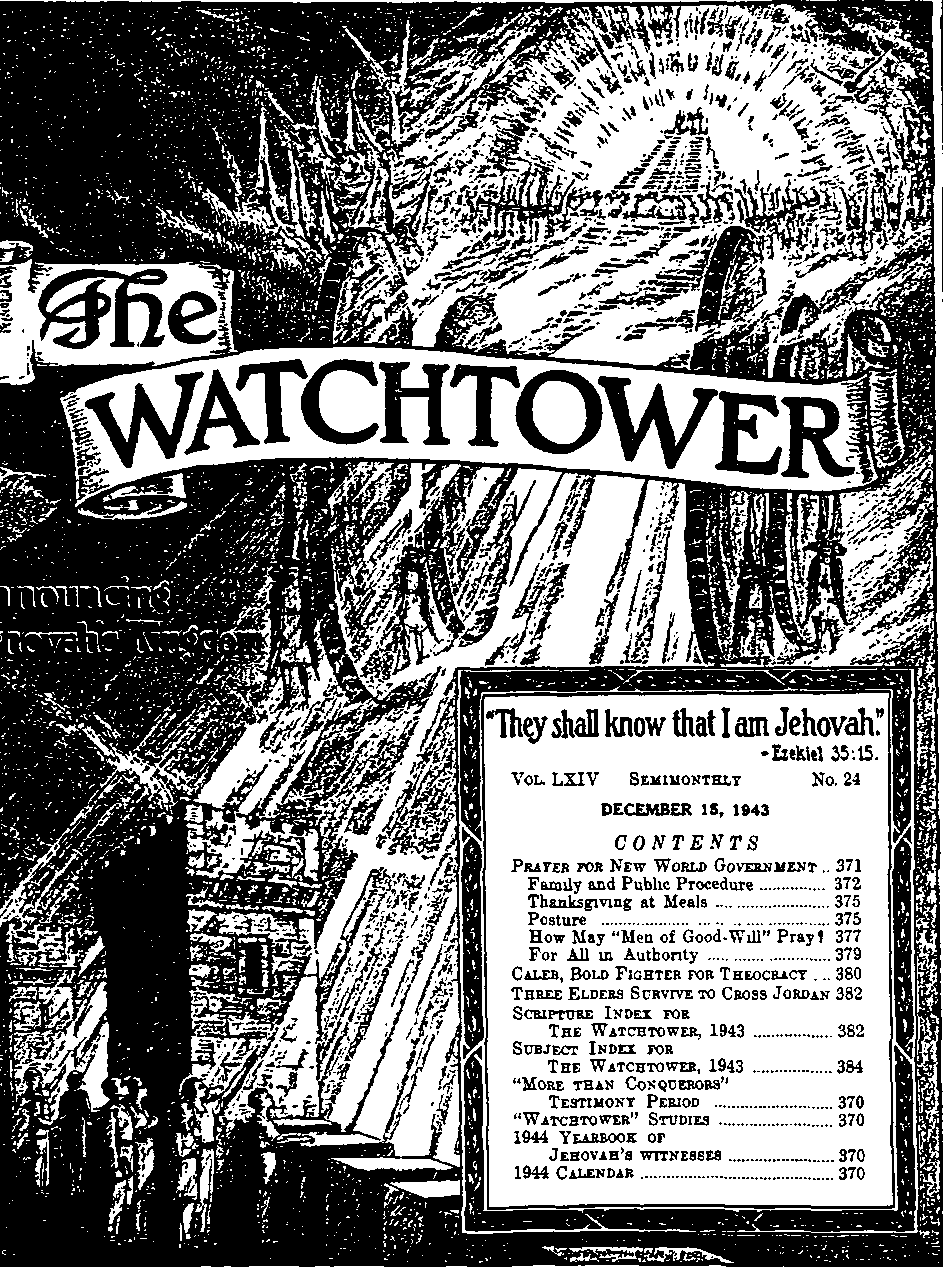 The
WATCHTOWER
"They shall know that I am Jehovah."
-Ezekiel 35:15.
VOL. LXIV SEMIMONTHLY No. 24
DECEMBER 15, 1943
CONTENTS
PRAYER FOR NEW WORLD GOVERNMENT .. 371
Family and Public Procedure .............. 372
Thanksgiving at Meals .... .................... 375
Posture .................................................. 375
How May "Men of Good-Will" Pray? 377
For All in Authority ..... ....... .............. 379
CALEB, BOLD FIGHTER FOR THEOCRACY .... 380
THREE ELDERS SURVIVE TO CROSS JORDAN 382
SCRIPTURE INDEX FOR
THE WATCHTOWER, 1943 ................. 382
SUBJECT INDEX FOR
THE WATCHTOWER, 1943 ................. 384
"MORE THAN CONQUERORS"
TESTIMONY PERIOD ......................... 370
"WATCHTOWER" STUDIES ........................ 370
1944 YEARBOOK OF
JEHOVAH'S WITNESSES ...................... 370
1944 CALENDAR .......................................... 370